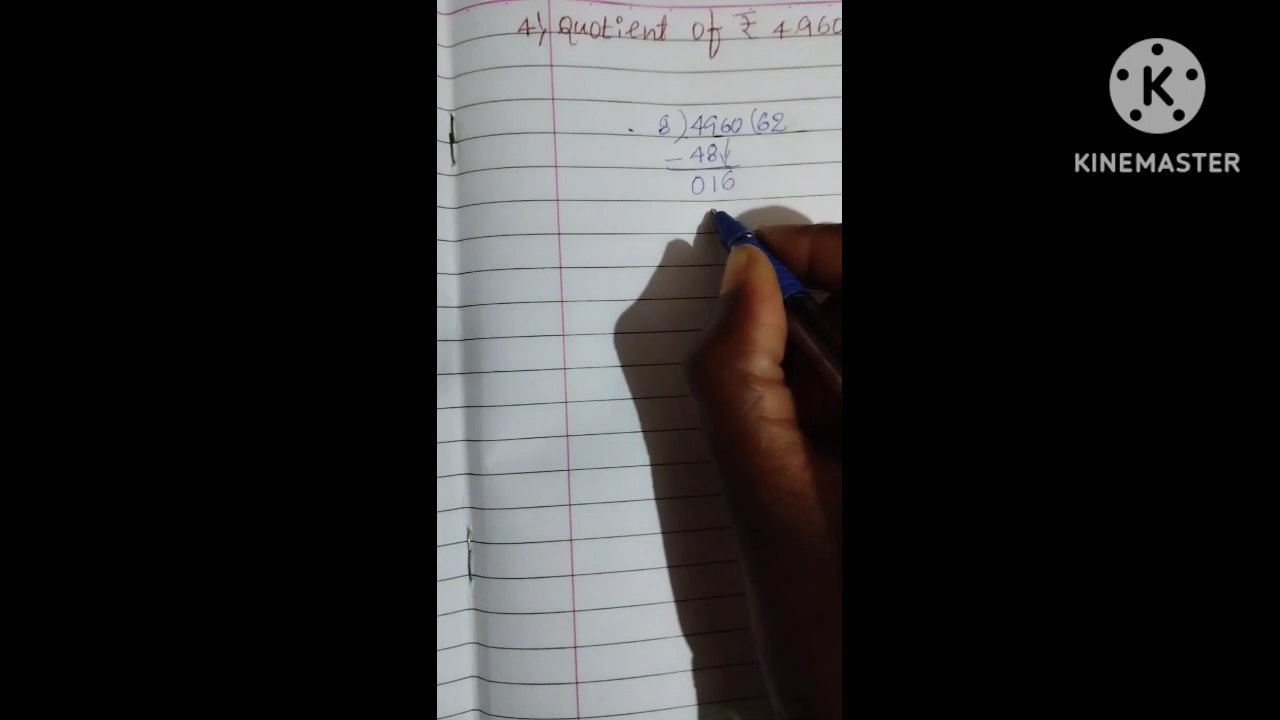 4) Quotient of ₹ 4960
8 ) 4960 ( 62
- 48↓
016
KINEMASTER